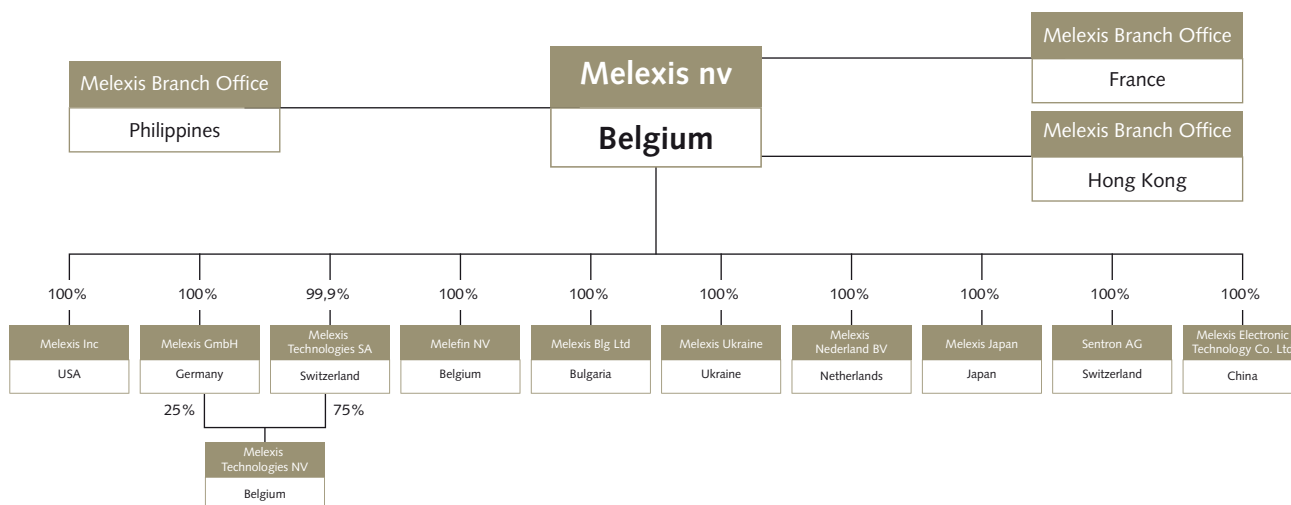 Melexis Branch Office
Philippines
Melexis nv
Belgium
Melexis Branch Office
France
Melexis Branch Office
Hong Kong
100%
100%
99,9%
100%
100%
100%
100%
100%
100%
100%
Melexis Inc
USA
Melexis GmbH
Germany
Melexis
Technologies SA
Switzerland
Melefin NV
Belgium
Melexis Blg Ltd
Bulgaria
Melexis Ukraine
Ukraine
Melexis
Nederland BV
Netherlands
Melexis Japan
Japan
Sentron AG
Switzerland
Melexis Electronic
Technology Co. Ltd
China
25%
75%
Melexis
Technologies NV
Belgium